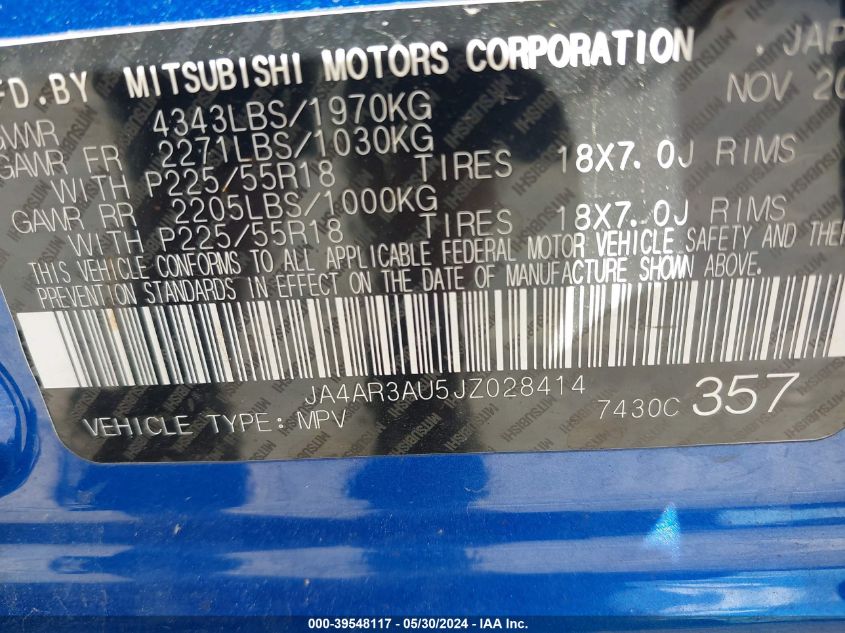 D.BY MITSUBISHI MOTORS CORPORATION . JAP
NOV 20
GVWR 4343LBS/1970KG
GAWR FR 2271LBS/1030KG
WITH P225/55R18 TIRES 18X7.0J RIMS
GAWR RR 2205LBS/1000KG
WITH P225/55R18 TIRES 18X7.0J RIMS
THIS VEHICLE CONFORMS TO ALL APPLICABLE FEDERAL MOTOR VEHICLE SAFETY AND THEF
PREVENTION STANDARDS IN EFFECT ON THE DATE OF MANUFACTURE SHOWN ABOVE.
JA4AR3AU5JZ028414
VEHICLE TYPE: MPV 7430C 357
000-39548117 - 05/30/2024 - IAA Inc.